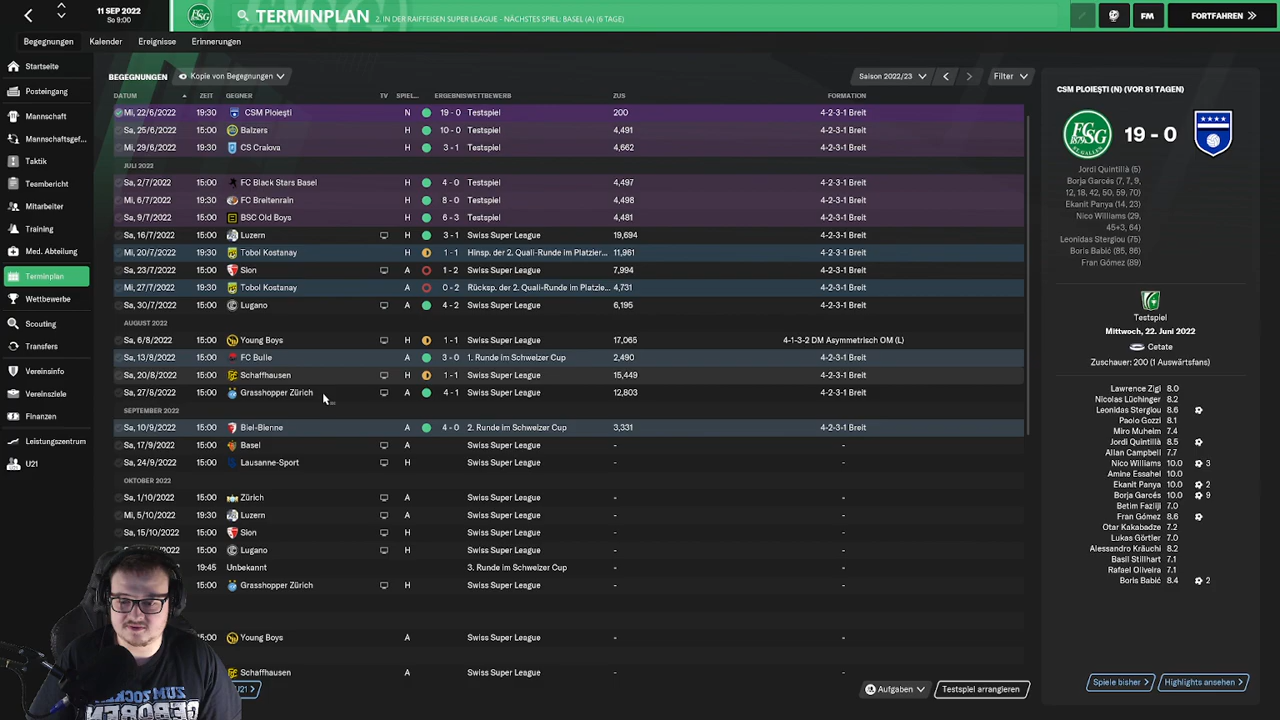 11 SEP 2022
So 9:00
TERMINPLAN
2. IN DER RAIFFEISEN SUPER LEAGUE - NÄCHSTES SPIEL: BASEL (A) (6 TAGE)
FM
FORTFAHREN
Begegnungen Kalender Ereignisse Erinnerungen
Startseite
Posteingang
Mannschaft
Mannschaftsgef...
Taktik
Teambericht
Mitarbeiter
Training
Med. Abteilung
Terminplan
Wettbewerbe
Scouting
Transfers
Vereinsinfo
Vereinsziele
Finanzen
Leistungszentrum
U21
BEGEGNUNGEN Kopie von Begegnungen Saison 2022/23 Filter
DATUM ZEIT GEGNER TV SPIEL... ERGEBNIS WETTBEWERB ZUS FORMATION
Mi, 22/6/2022 19:30 CSM Ploiești N 19 - 0 Testspiel 200 4-2-3-1 Breit
Sa, 25/6/2022 15:00 Balzers H 10 - 0 Testspiel 4,491 4-2-3-1 Breit
Mi, 29/6/2022 19:30 CS Craiova H 3 - 1 Testspiel 4,662 4-2-3-1 Breit
JULI 2022
Sa, 2/7/2022 15:00 FC Black Stars Basel H 4 - 0 Testspiel 4,497 4-2-3-1 Breit
Mi, 6/7/2022 19:30 FC Breitenrain H 8 - 0 Testspiel 4,498 4-2-3-1 Breit
Sa, 9/7/2022 15:00 BSC Old Boys H 6 - 3 Testspiel 4,481 4-2-3-1 Breit
Sa, 16/7/2022 15:00 Luzern H 3 - 1 Swiss Super League 19,694 4-2-3-1 Breit
Mi, 20/7/2022 19:30 Tobol Kostanay H 1 - 1 Hinsp. der 2. Quali-Runde im Platzier... 11,961 4-2-3-1 Breit
Sa, 23/7/2022 15:00 Sion A 1 - 2 Swiss Super League 7,994 4-2-3-1 Breit
Mi, 27/7/2022 19:30 Tobol Kostanay A 0 - 2 Rücksp. der 2. Quali-Runde im Platzie... 4,731 4-2-3-1 Breit
Sa, 30/7/2022 15:00 Lugano A 4 - 2 Swiss Super League 6,195 4-2-3-1 Breit
AUGUST 2022
Sa, 6/8/2022 15:00 Young Boys H 1 - 1 Swiss Super League 17,065 4-1-3-2 DM Asymmetrisch OM (L)
Sa, 13/8/2022 15:00 FC Bulle A 3 - 0 1. Runde im Schweizer Cup 2,490 4-2-3-1 Breit
Sa, 20/8/2022 15:00 Schaffhausen H 1 - 1 Swiss Super League 15,449 4-2-3-1 Breit
Sa, 27/8/2022 15:00 Grasshopper Zürich A 4 - 1 Swiss Super League 12,803 4-2-3-1 Breit
SEPTEMBER 2022
Sa, 10/9/2022 15:00 Biel-Bienne A 4 - 0 2. Runde im Schweizer Cup 3,331 4-2-3-1 Breit
Sa, 17/9/2022 15:00 Basel A Swiss Super League - -
Sa, 24/9/2022 15:00 Lausanne-Sport H Swiss Super League - -
OKTOBER 2022
Sa, 1/10/2022 15:00 Zürich A Swiss Super League - -
Mi, 5/10/2022 19:30 Luzern A Swiss Super League - -
Sa, 15/10/2022 15:00 Sion H Swiss Super League - -
15:00 Lugano A Swiss Super League - -
19:45 Unbekannt 3. Runde im Schweizer Cup - -
15:00 Grasshopper Zürich H Swiss Super League - -
15:00 Young Boys A Swiss Super League - -
Schaffhausen A Swiss Super League - -
U21 Aufgaben Testspiel arrangieren
CSM PLOIEȘTI (N) (VOR 81 TAGEN)
19 - 0
Jordi Quintillà (5)
Borja Garcés (7, 7, 9,
12, 18, 42, 50, 59, 70)
Ekanit Panya (14, 23)
Nico Williams (29,
45+3, 64)
Leonidas Stergiou (75)
Boris Babić (85, 86)
Fran Gómez (89)
Testspiel
Mittwoch, 22. Juni 2022
Cetate
Zuschauer: 200 (1 Auswärtsfans)
Lawrence Zigi 8.0
Nicolas Lüchinger 8.2
Leonidas Stergiou 8.6
Paolo Gozzi 8.1
Miro Muheim 7.4
Jordi Quintillà 8.5
Allan Campbell 7.7
Nico Williams 10.0 3
Amine Essahel 10.0
Ekanit Panya 10.0 2
Borja Garcés 10.0 9
Betim Fazliji 7.0
Fran Gómez 8.6
Otar Kakabadze 7.2
Lukas Görtler 7.0
Alessandro Kräuchi 8.2
Basil Stillhart 7.1
Rafael Oliveira 7.1
Boris Babić 8.4 2
Spiele bisher Highlights ansehen
ZUM ZOCKEN
GEBOREN